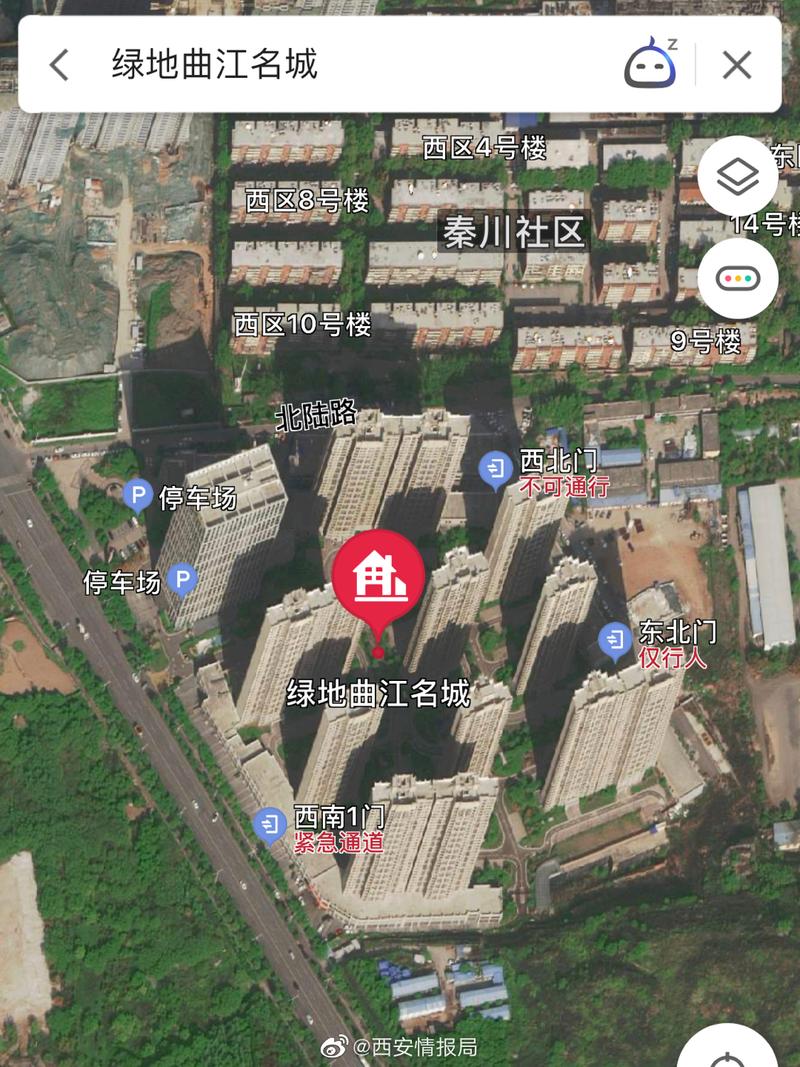 绿地曲江名城
z
西区4号楼
东区
西区8号楼
14号楼
秦川社区
西区10号楼
9号楼
北陆路
西北门
不可通行
P 停车场
停车场 P
东北门
仅行人
绿地曲江名城
西南1门
紧急通道
@西安情报局